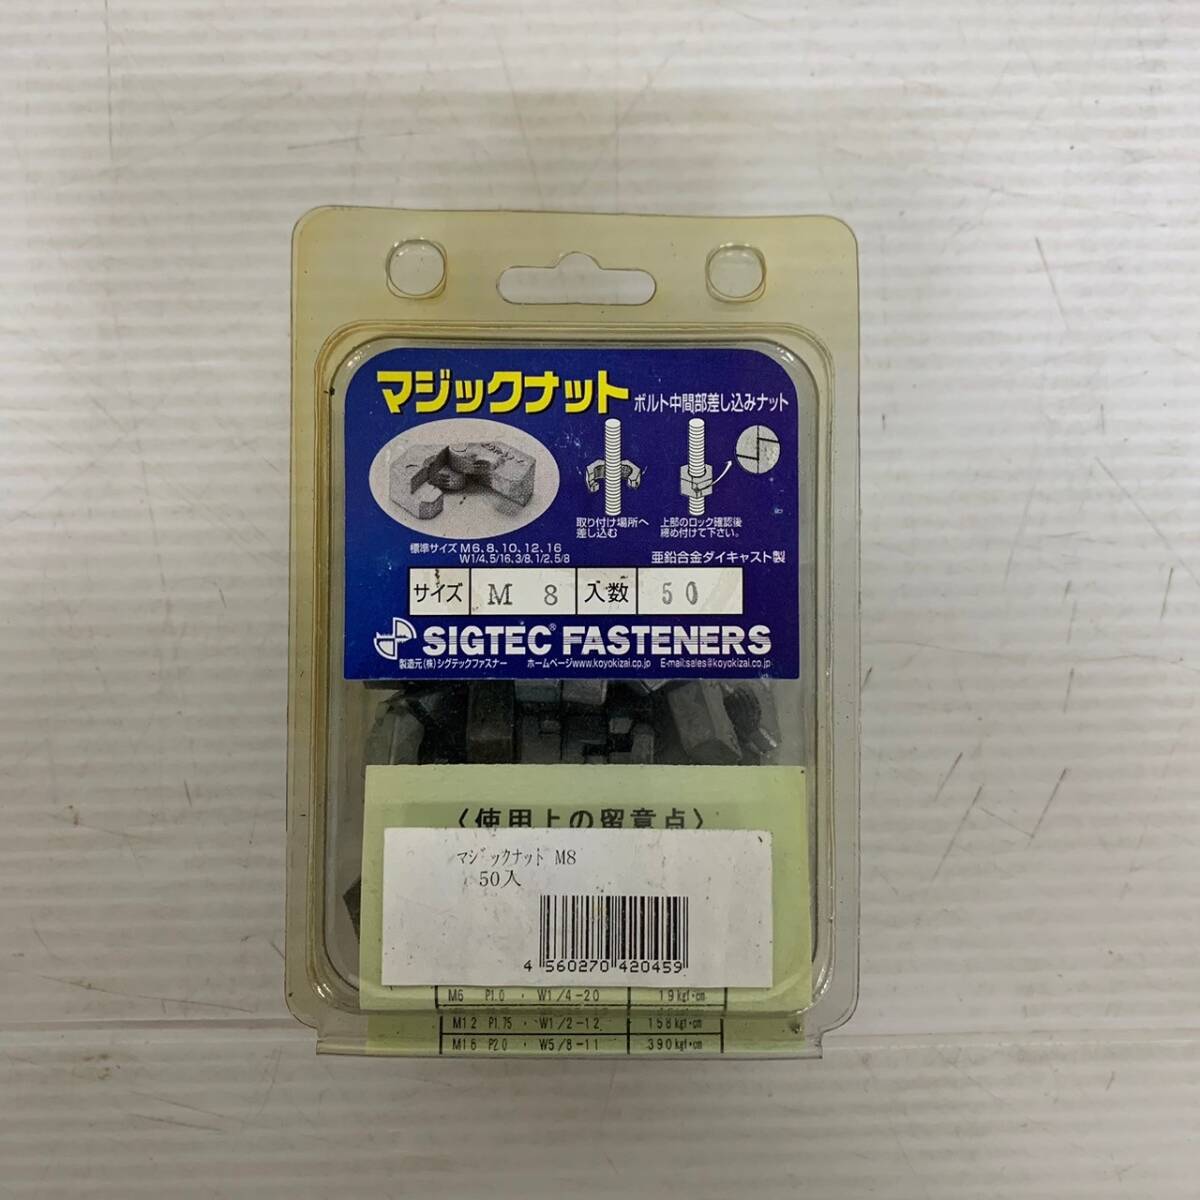 マジックナット ボルト中間部差し込みナット
取り付け場所へ
差し込む
上部のロック確認後
締め付けて下さい。
標準サイズ M6、8、10、12、16
W1/4、5/16、3/8、1/2、5/8
亜鉛合金ダイキャスト製
サイズ M 8 入数 50
SIGTEC® FASTENERS
製造元(株)シグテックファスナー ホームページwww.koyokizai.co.jp E-mail:sales@koyokizai.co.jp
〈使用上の留意点〉
マジックナット M8
50入
4 560270 420459
M6 P1.0 ・ W1/4-20 19kgf・cm
M12 P1.75 ・ W1/2-12 158kgf・cm
M16 P2.0 ・ W5/8-11 390kgf・cm